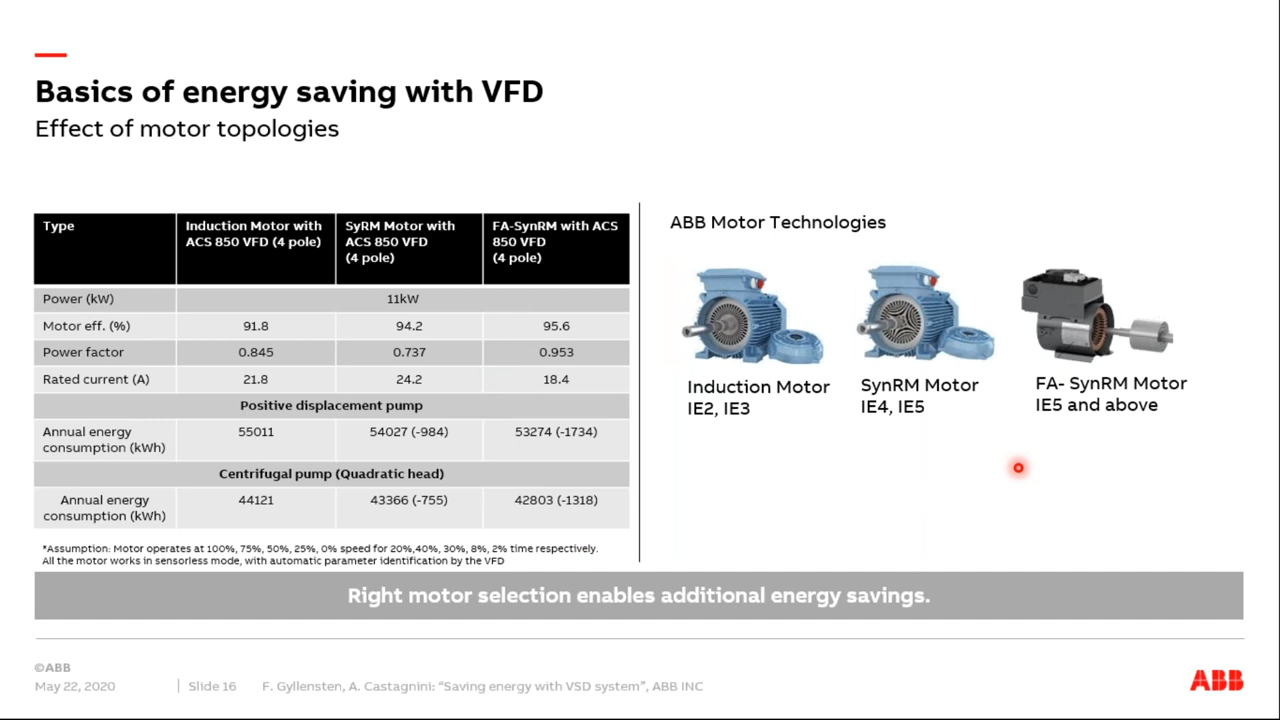 Basics of energy saving with VFD
Effect of motor topologies
Type
Induction Motor with
ACS 850 VFD (4 pole)
SyRM Motor with
ACS 850 VFD
(4 pole)
FA-SynRM with ACS
850 VFD
(4 pole)
Power (kW)
11kW
Motor eff. (%)
91.8
94.2
95.6
Power factor
0.845
0.737
0.953
Rated current (A)
21.8
24.2
18.4
Positive displacement pump
Annual energy
consumption (kWh)
55011
54027 (-984)
53274 (-1734)
Centrifugal pump (Quadratic head)
Annual energy
consumption (kWh)
44121
43366 (-755)
42803 (-1318)
*Assumption: Motor operates at 100%, 75%, 50%, 25%, 0% speed for 20%,40%, 30%, 8%, 2% time respectively.
All the motor works in sensorless mode, with automatic parameter identification by the VFD
ABB Motor Technologies
Induction Motor
IE2, IE3
SynRM Motor
IE4, IE5
FA- SynRM Motor
IE5 and above
Right motor selection enables additional energy savings.
©ABB
May 22, 2020
Slide 16
F. Gyllensten, A. Castagnini: “Saving energy with VSD system”, ABB INC
ABB